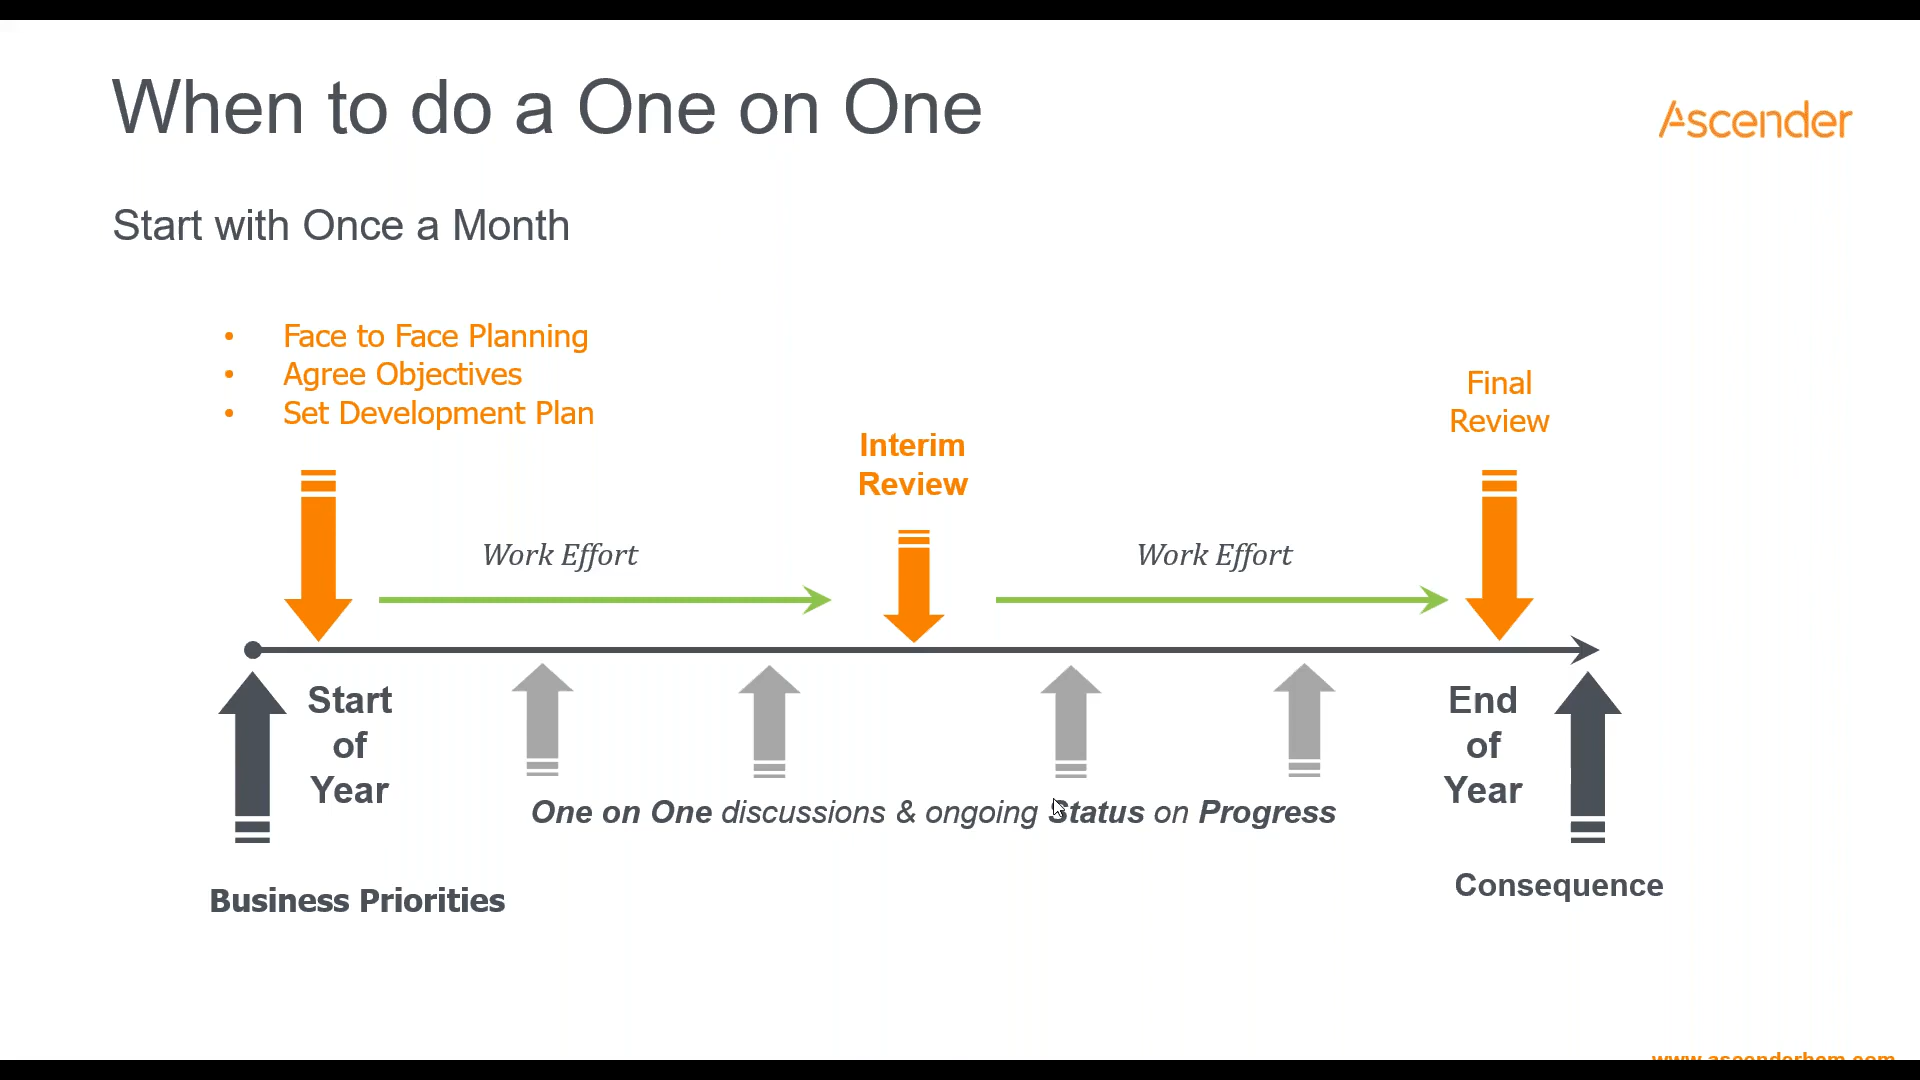 When to do a One on One
Ascender
Start with Once a Month
• Face to Face Planning
• Agree Objectives
• Set Development Plan
Final
Review
Interim
Review
Work Effort
Work Effort
Start
of
Year
End
of
Year
One on One discussions & ongoing Status on Progress
Business Priorities
Consequence
www.ascenderhcm.com